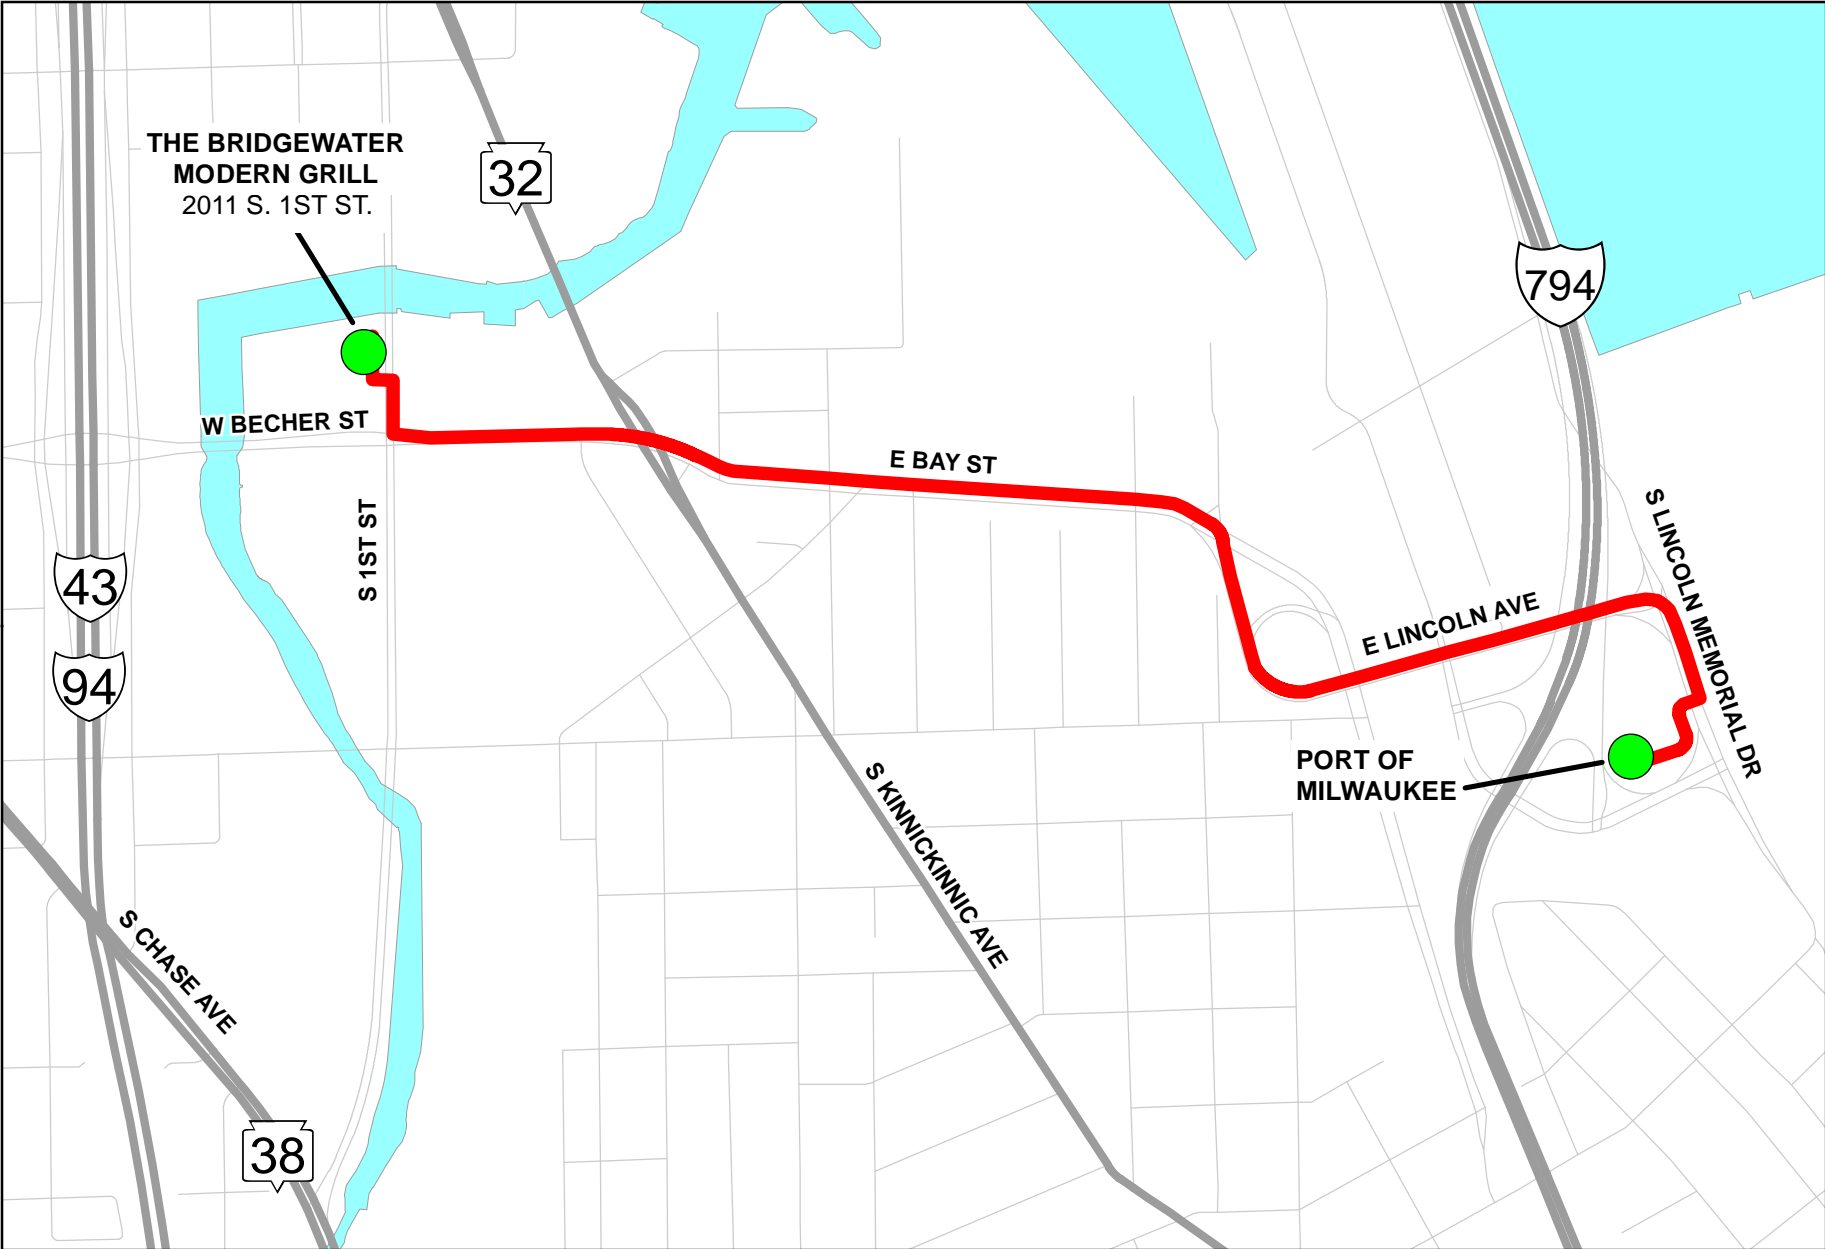 THE BRIDGEWATER
MODERN GRILL
2011 S. 1ST ST.
32
794
W BECHER ST
E BAY ST
S 1ST ST
S LINCOLN MEMORIAL DR
43
E LINCOLN AVE
94
PORT OF
MILWAUKEE
S KINNICKINNIC AVE
S CHASE AVE
38